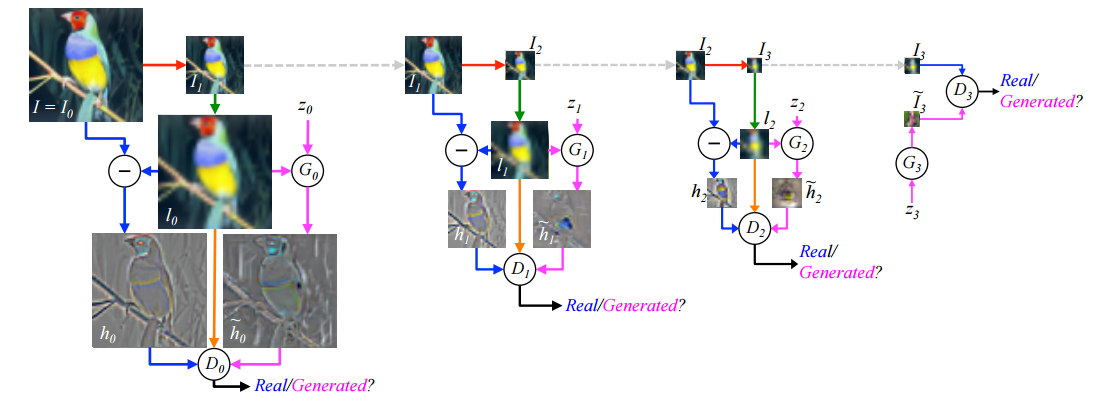 I = I₀
I₁
l₀
z₀
G₀
−
h₀
h̃₀
D₀
Real/Generated?
I₁
I₂
l₁
z₁
G₁
−
h₁
h̃₁
D₁
Real/Generated?
I₂
I₃
l₂
z₂
G₂
−
h₂
h̃₂
D₂
Real/
Generated?
I₃
Ĩ₃
G₃
z₃
D₃
Real/
Generated?